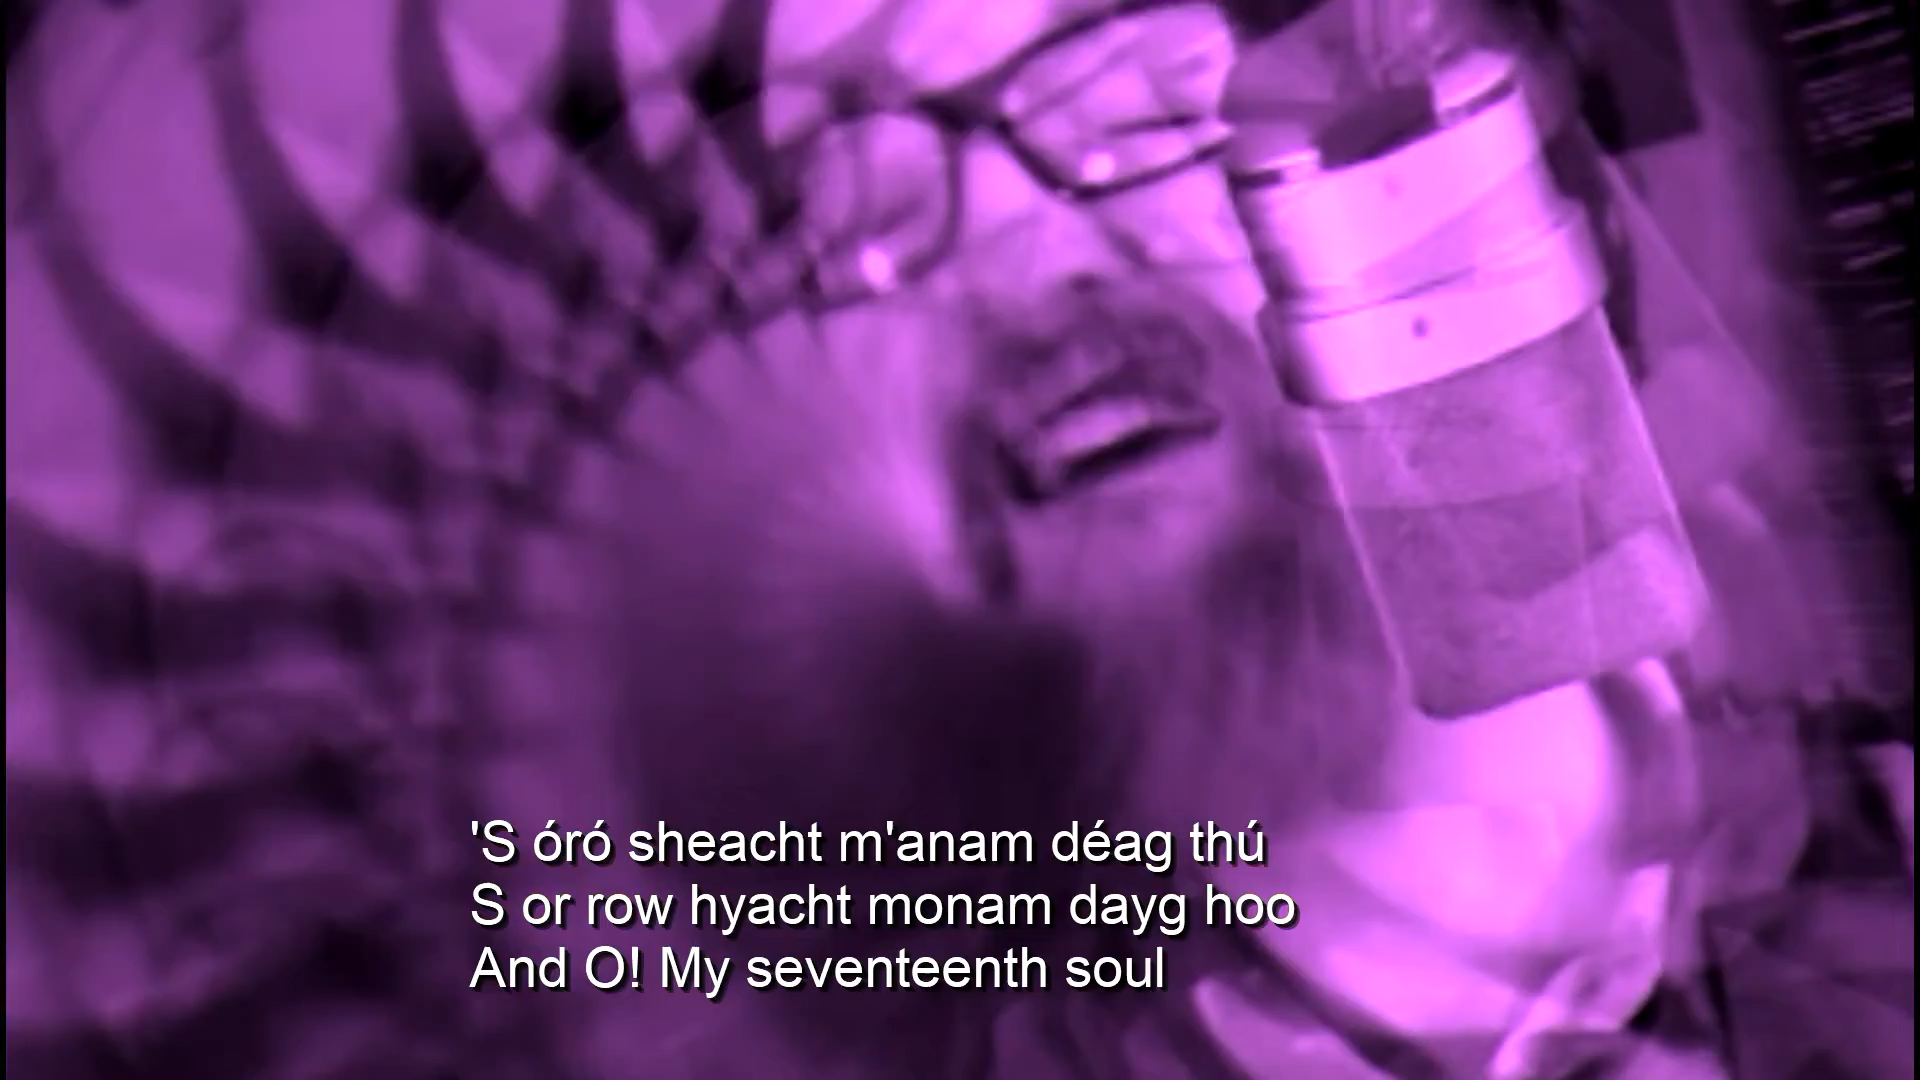 'S óró sheacht m'anam déag thú
S or row hyacht monam dayg hoo
And O! My seventeenth soul